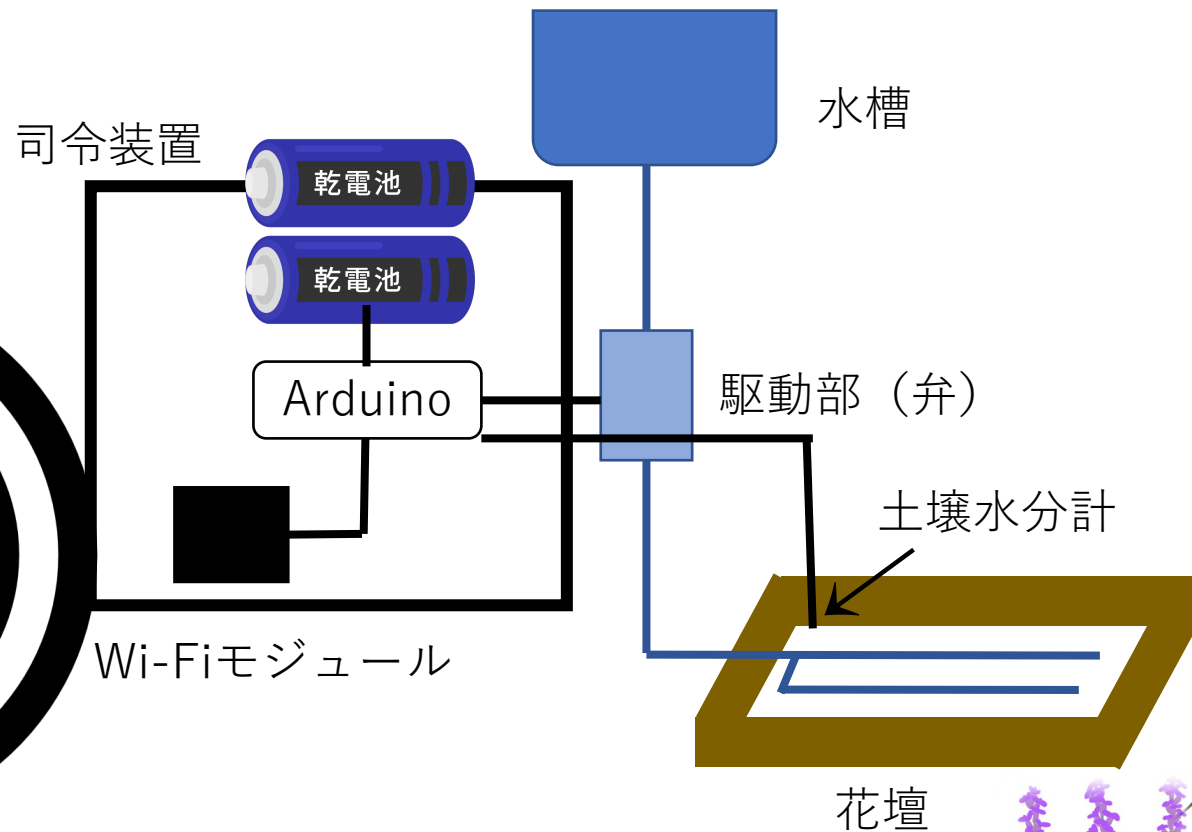 水槽
司令装置
乾電池
乾電池
Arduino
駆動部（弁）
土壌水分計
Wi-Fiモジュール
花壇